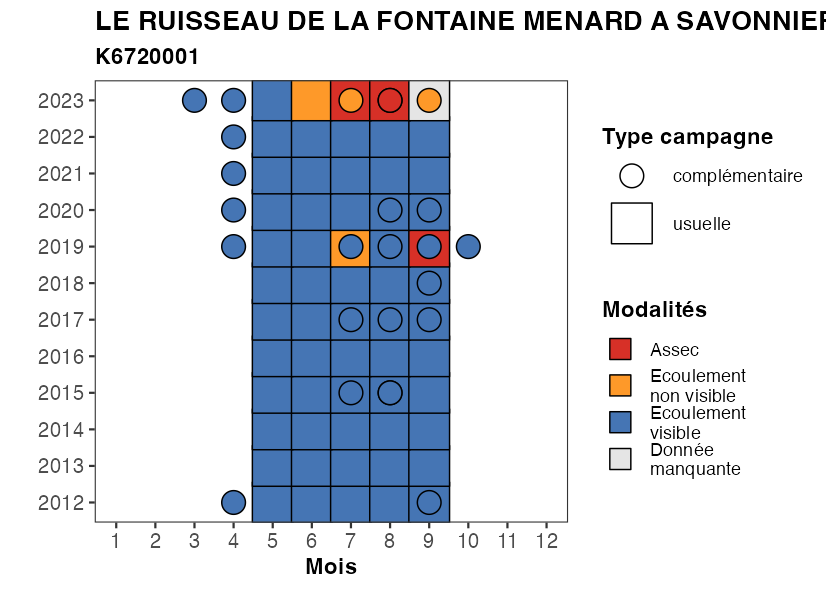 LE RUISSEAU DE LA FONTAINE MENARD A SAVONNIER
K6720001
2023
2022
2021
2020
2019
2018
2017
2016
2015
2014
2013
2012
1 2 3 4 5 6 7 8 9 10 11 12
Mois
Type campagne
complémentaire
usuelle
Modalités
Assec
Ecoulement
non visible
Ecoulement
visible
Donnée
manquante